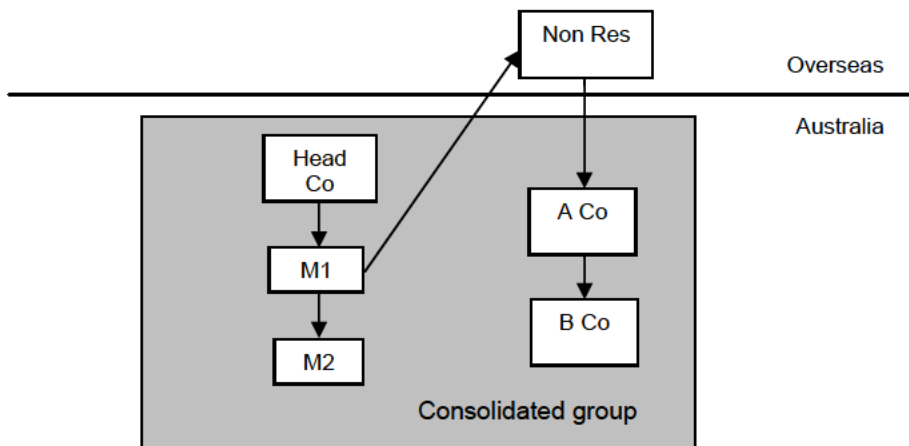 Non Res
Overseas
Australia
Head
Co
A Co
M1
B Co
M2
Consolidated group